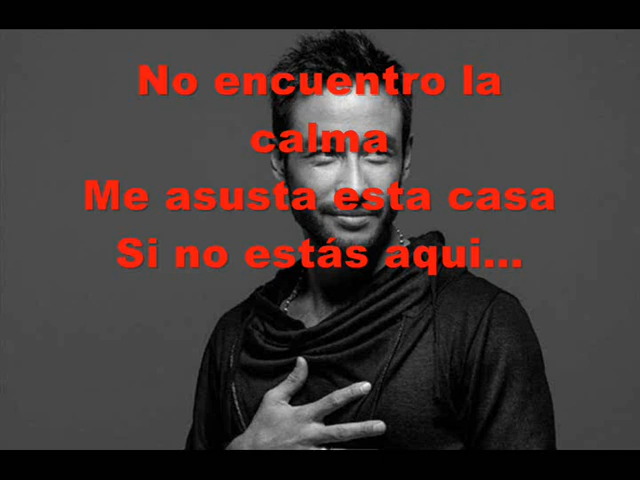 No encuentro la
calma
Me asusta esta casa
Si no estás aqui...